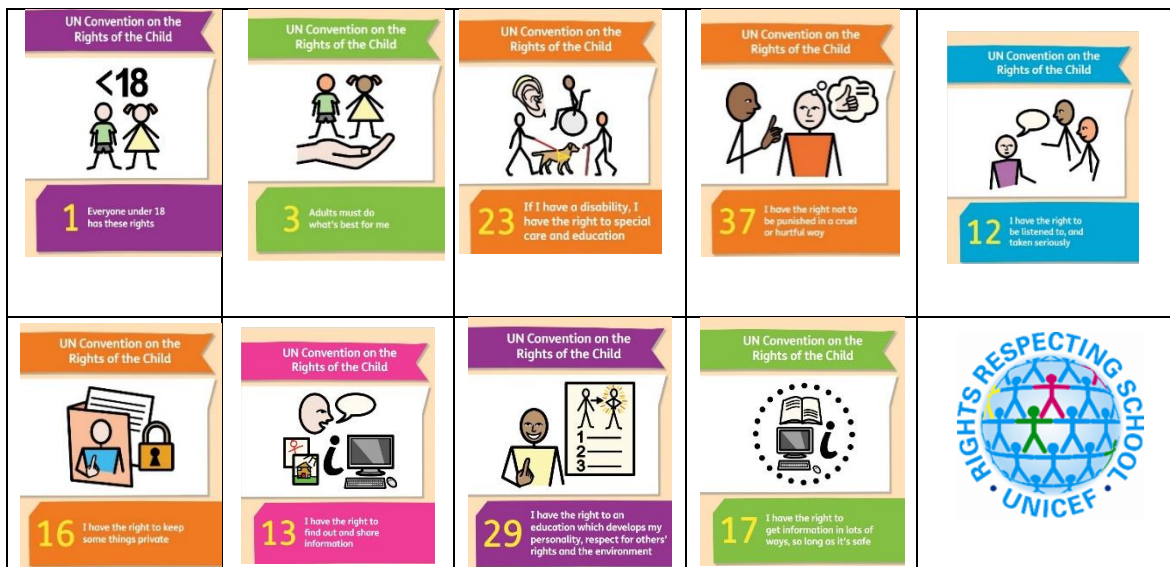 UN Convention on the
Rights of the Child
<18
1
Everyone under 18
has these rights
UN Convention on the
Rights of the Child
3
Adults must do
what's best for me
UN Convention on the
Rights of the Child
23
If I have a disability, I
have the right to special
care and education
UN Convention on the
Rights of the Child
37
I have the right not to
be punished in a cruel
or hurtful way
UN Convention on the
Rights of the Child
12
I have the right to
be listened to, and
taken seriously
UN Convention on the
Rights of the Child
16
I have the right to keep
some things private
UN Convention on the
Rights of the Child
i
13
I have the right to
find out and share
information
UN Convention on the
Rights of the Child
1
2
3
29
I have the right to an
education which develops my
personality, respect for others'
rights and the environment
UN Convention on the
Rights of the Child
i
17
I have the right to
get information in lots of
ways, so long as it's safe
RIGHTS RESPECTING SCHOOL
• UNICEF •